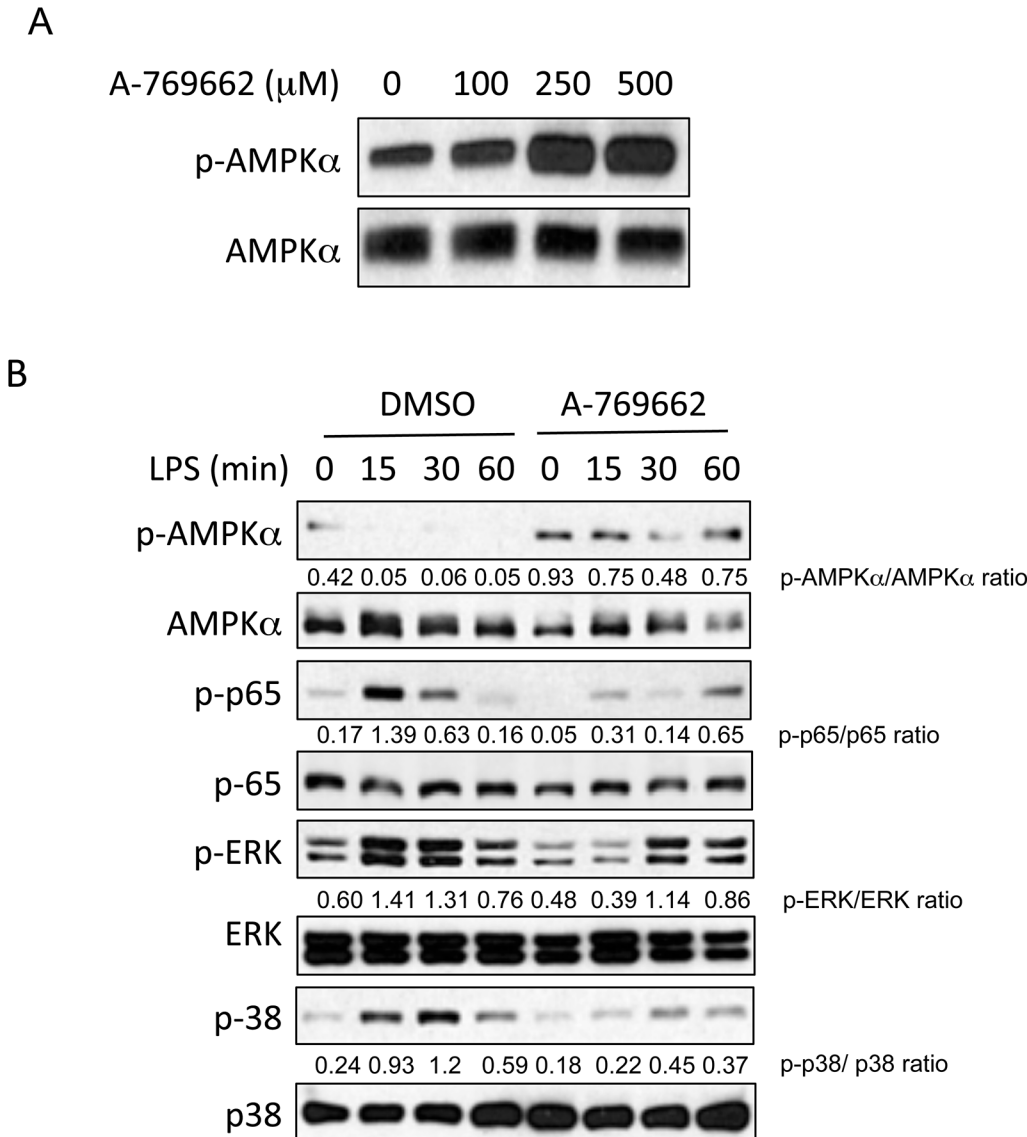 A
A-769662 (μM) 0 100 250 500
p-AMPKα
AMPKα
B
DMSO A-769662
LPS (min) 0 15 30 60 0 15 30 60
p-AMPKα
0.42 0.05 0.06 0.05 0.93 0.75 0.48 0.75 p-AMPKα/AMPKα ratio
AMPKα
p-p65
0.17 1.39 0.63 0.16 0.05 0.31 0.14 0.65 p-p65/p65 ratio
p-65
p-ERK
0.60 1.41 1.31 0.76 0.48 0.39 1.14 0.86 p-ERK/ERK ratio
ERK
p-38
0.24 0.93 1.2 0.59 0.18 0.22 0.45 0.37 p-p38/ p38 ratio
p38